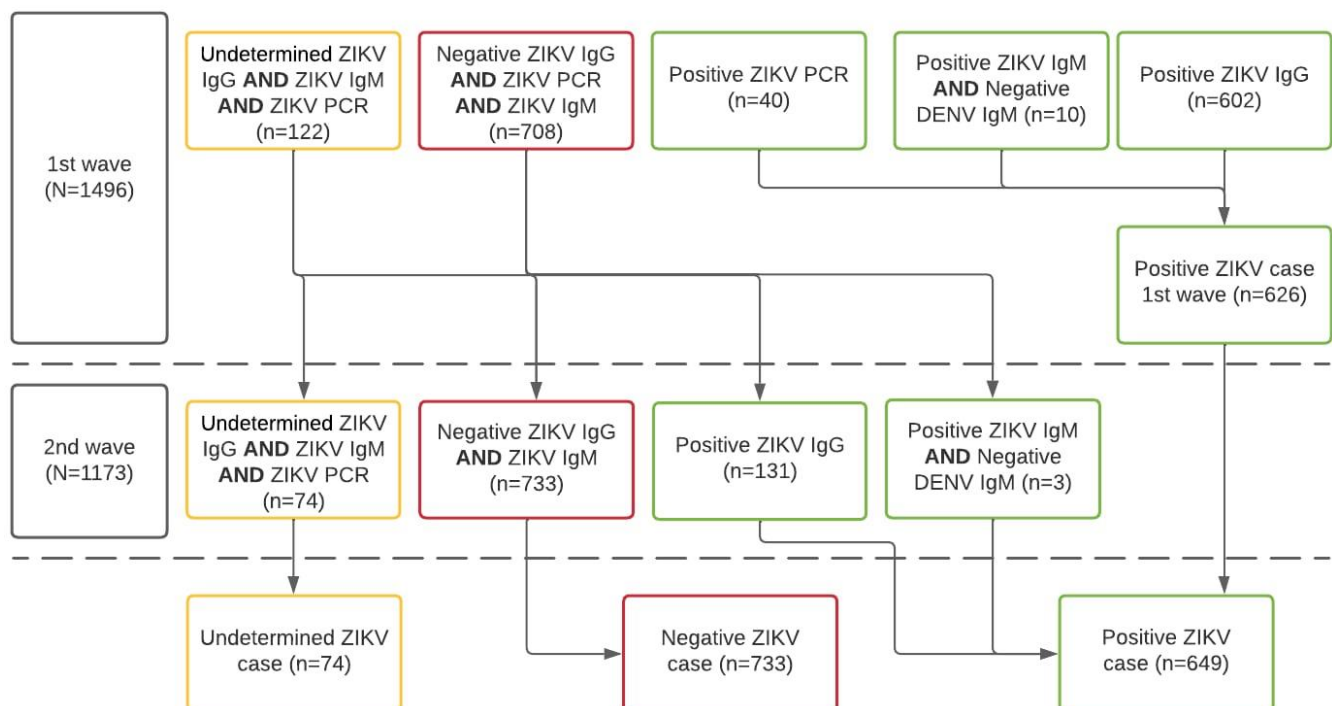 1st wave
(N=1496)
Undetermined ZIKV
IgG AND ZIKV IgM
AND ZIKV PCR
(n=122)
Negative ZIKV IgG
AND ZIKV PCR
AND ZIKV IgM
(n=708)
Positive ZIKV PCR
(n=40)
Positive ZIKV IgM
AND Negative
DENV IgM (n=10)
Positive ZIKV IgG
(n=602)
Positive ZIKV case
1st wave (n=626)
2nd wave
(N=1173)
Undetermined ZIKV
IgG AND ZIKV IgM
AND ZIKV PCR
(n=74)
Negative ZIKV IgG
AND ZIKV IgM
(n=733)
Positive ZIKV IgG
(n=131)
Positive ZIKV IgM
AND Negative
DENV IgM (n=3)
Undetermined ZIKV
case (n=74)
Negative ZIKV
case (n=733)
Positive ZIKV
case (n=649)